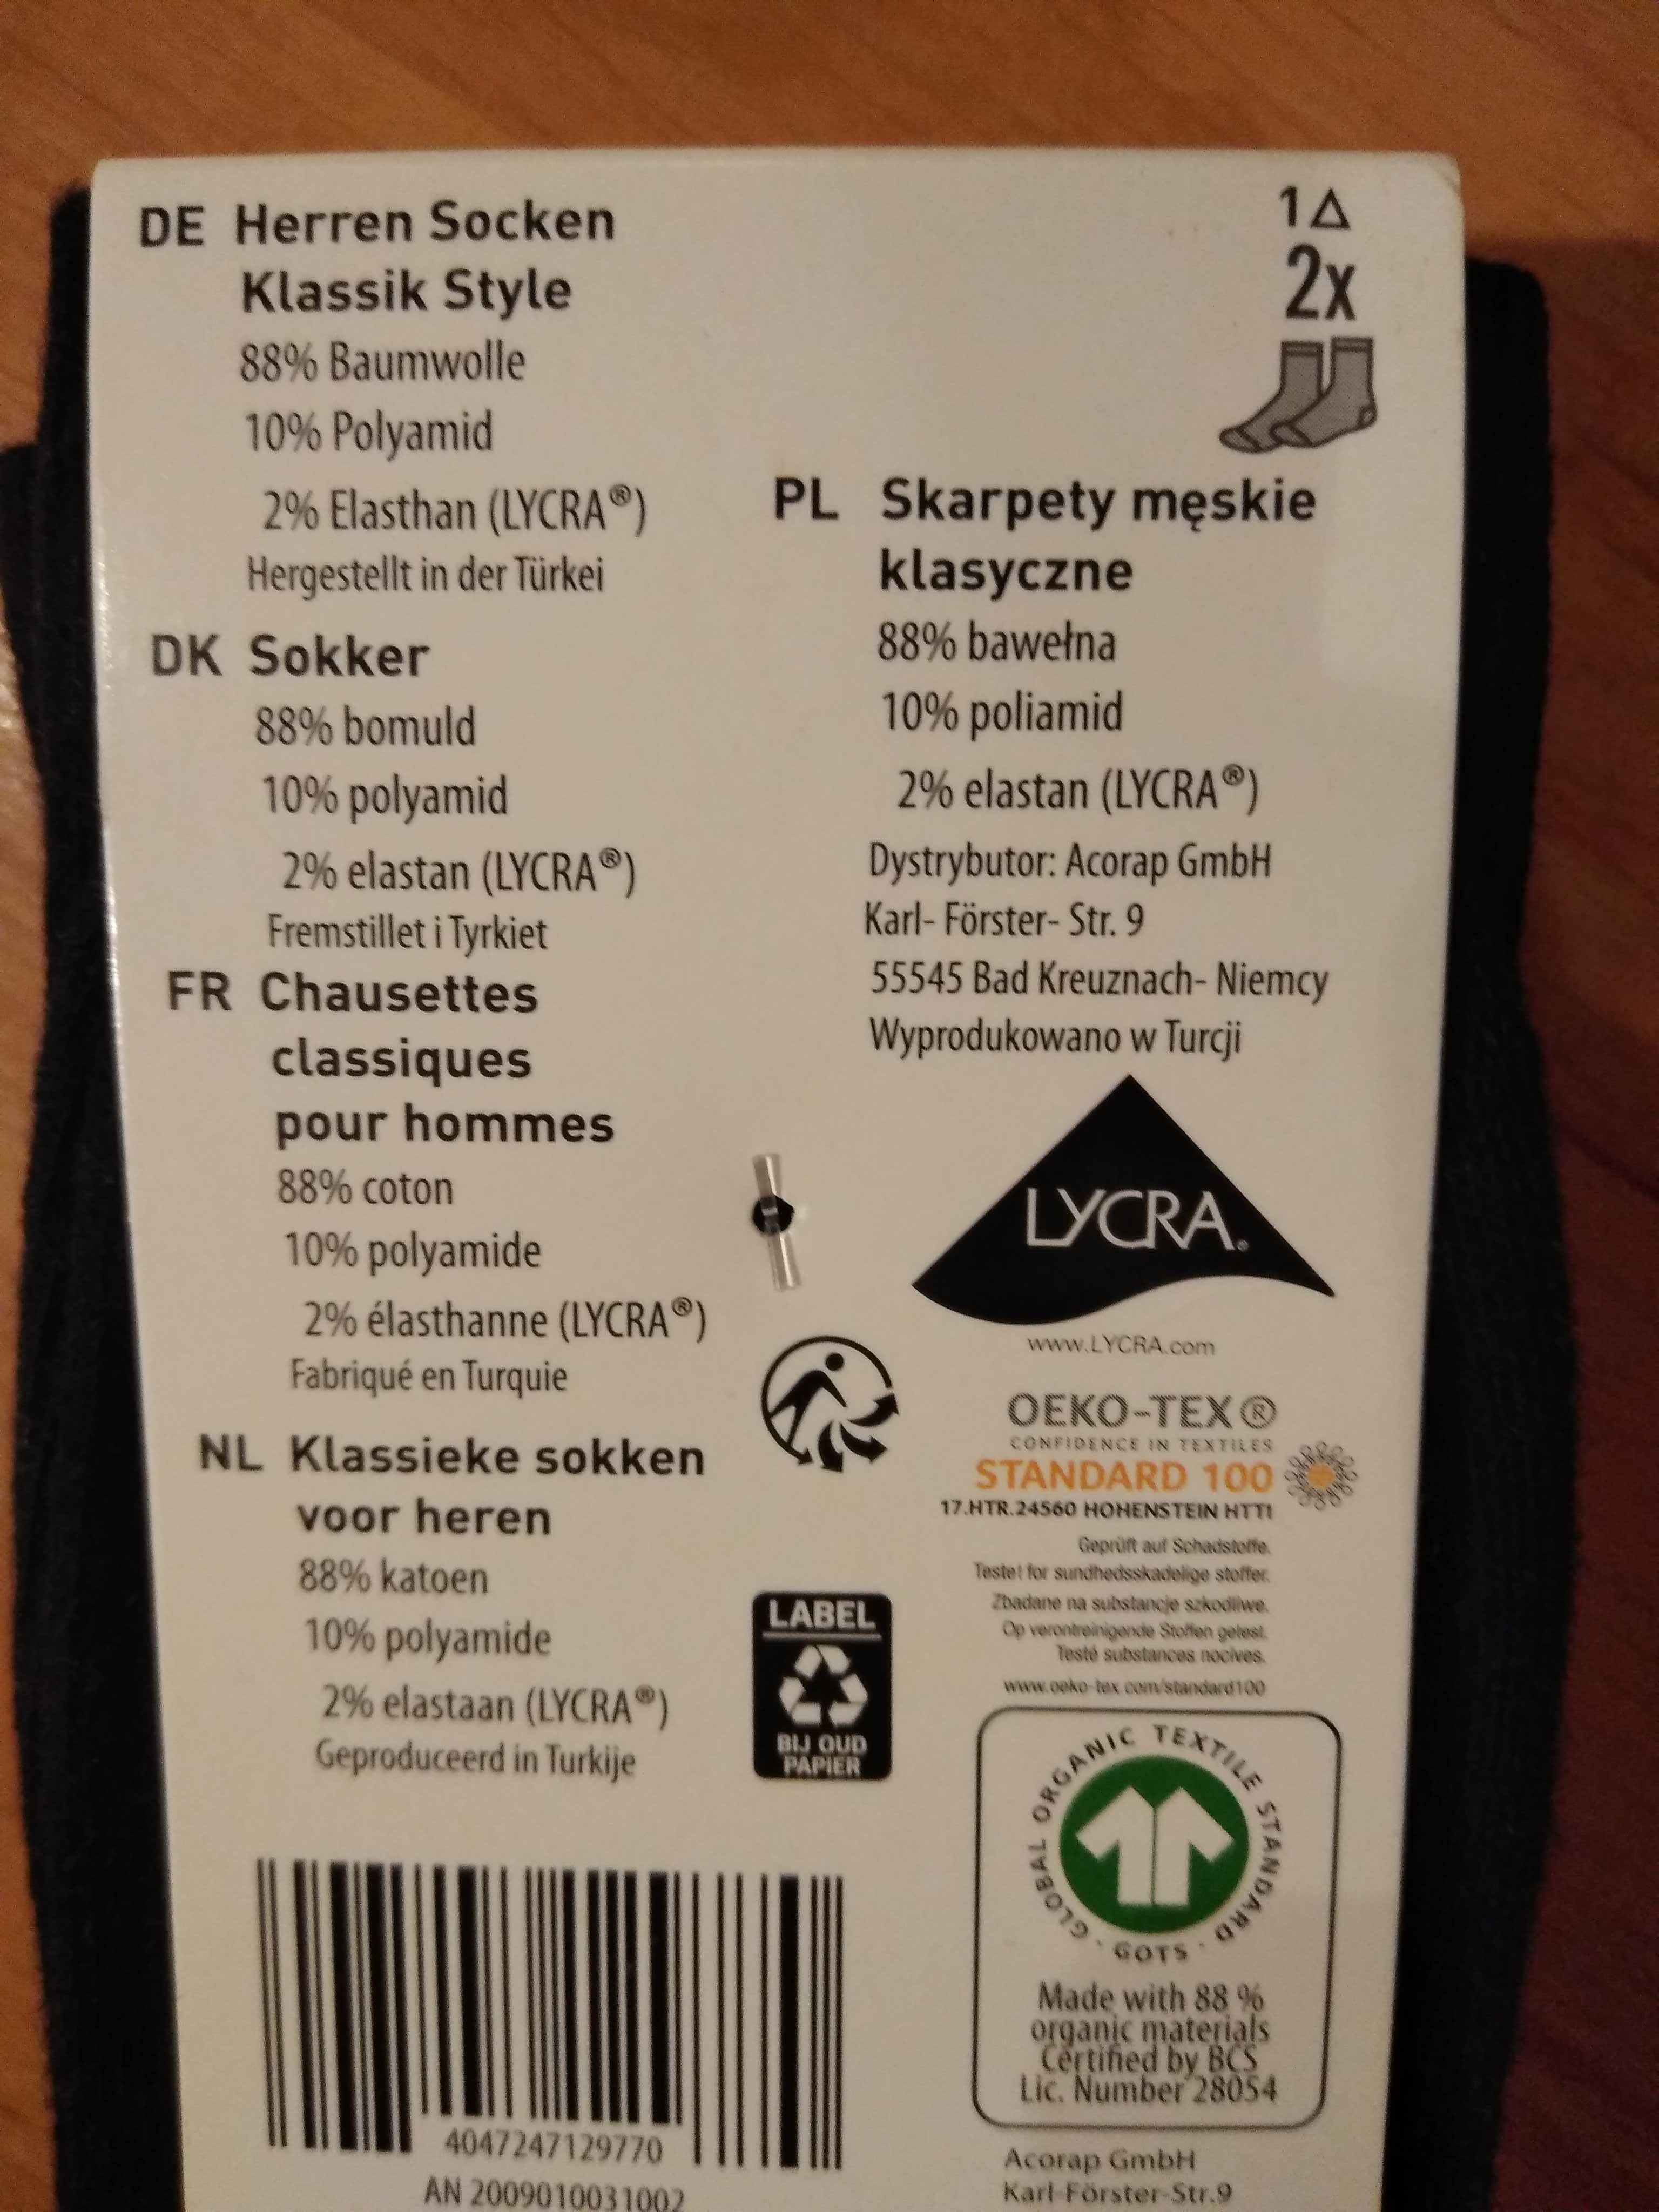 DE Herren Socken
Klassik Style
88% Baumwolle
10% Polyamid
2% Elasthan (LYCRA®)
Hergestellt in der Türkei
DK Sokker
88% bomuld
10% polyamid
2% elastan (LYCRA®)
Fremstillet i Tyrkiet
FR Chausettes
classiques
pour hommes
88% coton
10% polyamide
2% élasthanne (LYCRA®)
Fabriqué en Turquie
NL Klassieke sokken
voor heren
88% katoen
10% polyamide
2% elastaan (LYCRA®)
Geproduceerd in Turkije
4047247129770
AN 2009010031002
1Δ
2x
PL Skarpety męskie
klasyczne
88% bawełna
10% poliamid
2% elastan (LYCRA®)
Dystrybutor: Acorap GmbH
Karl- Förster- Str. 9
55545 Bad Kreuznach- Niemcy
Wyprodukowano w Turcji
LYCRA.
www.LYCRA.com
OEKO-TEX®
CONFIDENCE IN TEXTILES
STANDARD 100
17.HTR.24560 HOHENSTEIN HTTI
Geprüft auf Schadstoffe.
Testet for sundhedsskadelige stoffer.
Zbadane na substancje szkodliwe.
Op verontreinigende Stoffen getest.
Testé substances nocives.
www.oeko-tex.com/standard100
LABEL
BIJ OUD
PAPIER
GLOBAL ORGANIC TEXTILE STANDARD
· GOTS ·
Made with 88 %
organic materials
Certified by BCS
Lic. Number 28054
Acorap GmbH
Karl-Förster-Str.9